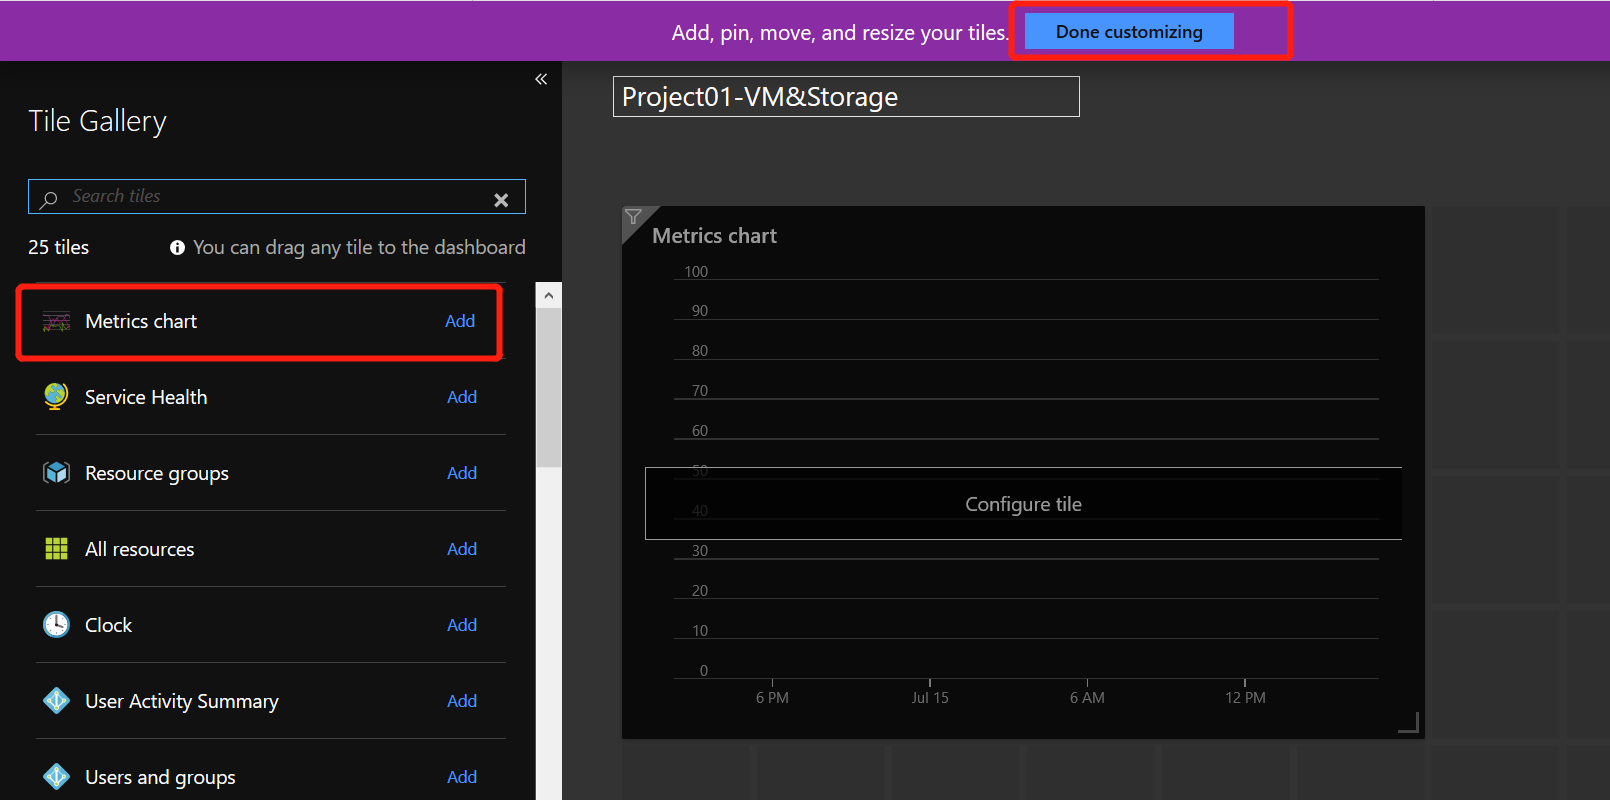 Add, pin, move, and resize your tiles.
Done customizing
«
Tile Gallery
Search tiles
25 tiles
You can drag any tile to the dashboard
Metrics chart
Add
Service Health
Add
Resource groups
Add
All resources
Add
Clock
Add
User Activity Summary
Add
Users and groups
Add
Project01-VM&Storage
Metrics chart
100
90
80
70
60
50
40
Configure tile
30
20
10
0
6 PM
Jul 15
6 AM
12 PM